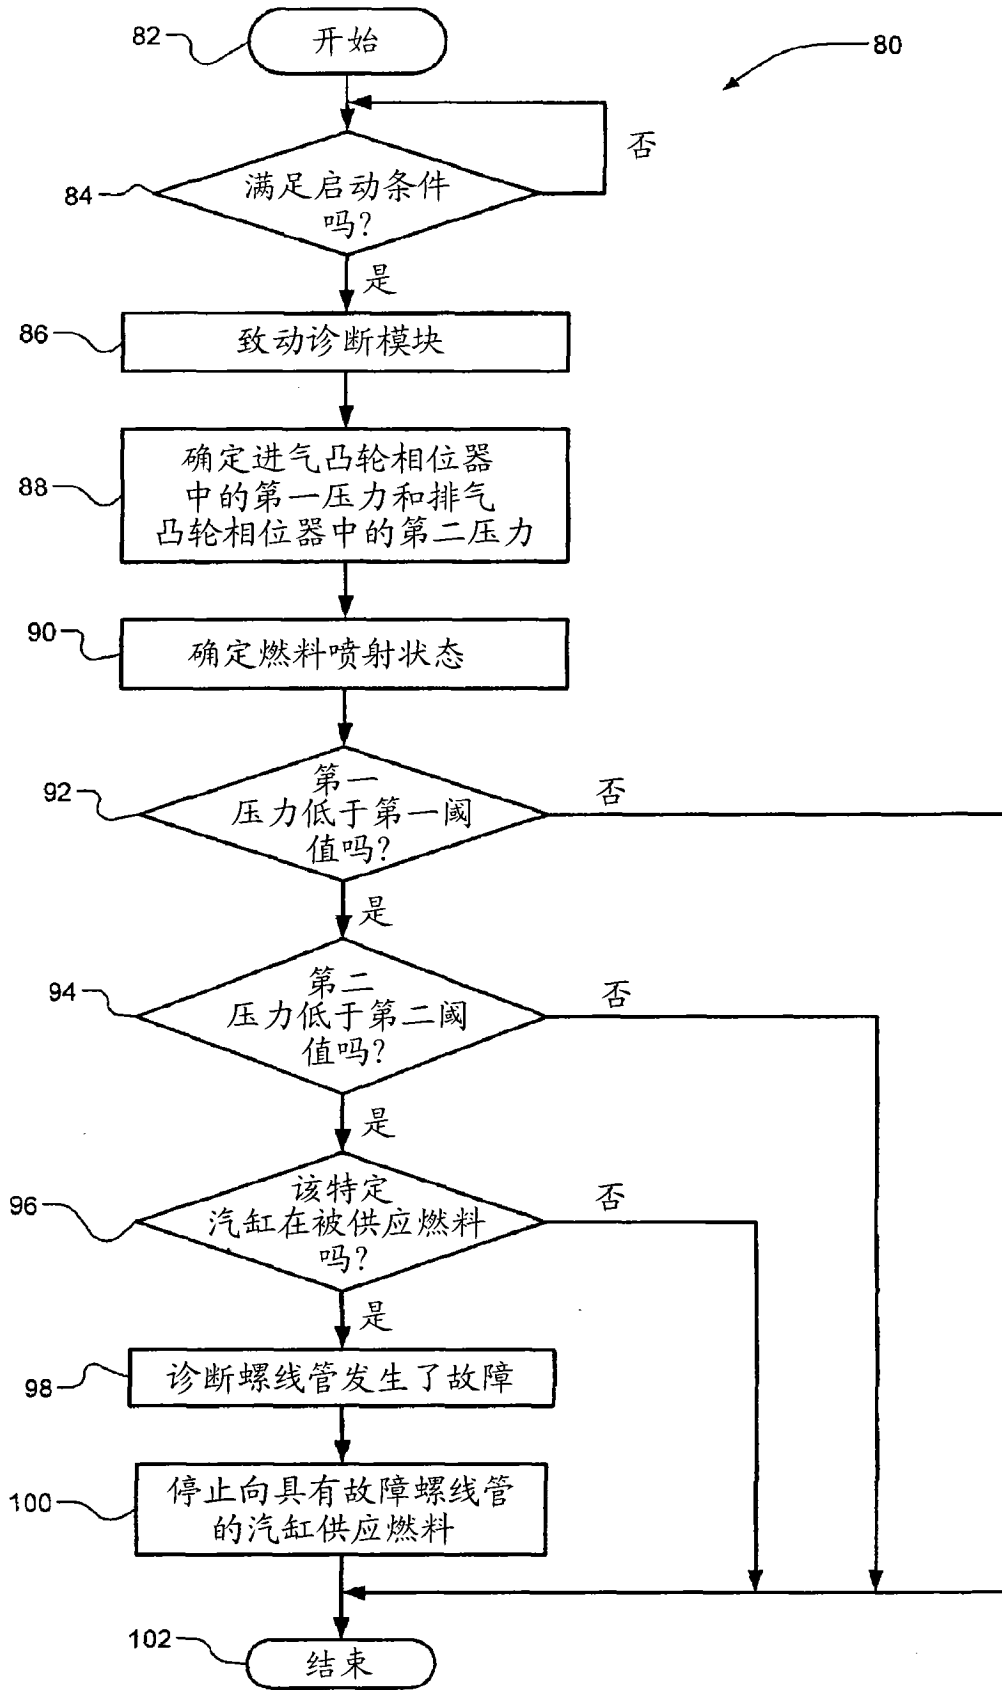 82
开始
80
否
84
满足启动条件
吗?
是
86
致动诊断模块
88
确定进气凸轮相位器
中的第一压力和排气
凸轮相位器中的第二压力
90
确定燃料喷射状态
92
第一
压力低于第一阈
值吗?
否
是
94
第二
压力低于第二阈
值吗?
否
是
96
该特定
汽缸在被供应燃料
吗?
否
是
98
诊断螺线管发生了故障
100
停止向具有故障螺线管
的汽缸供应燃料
102
结束